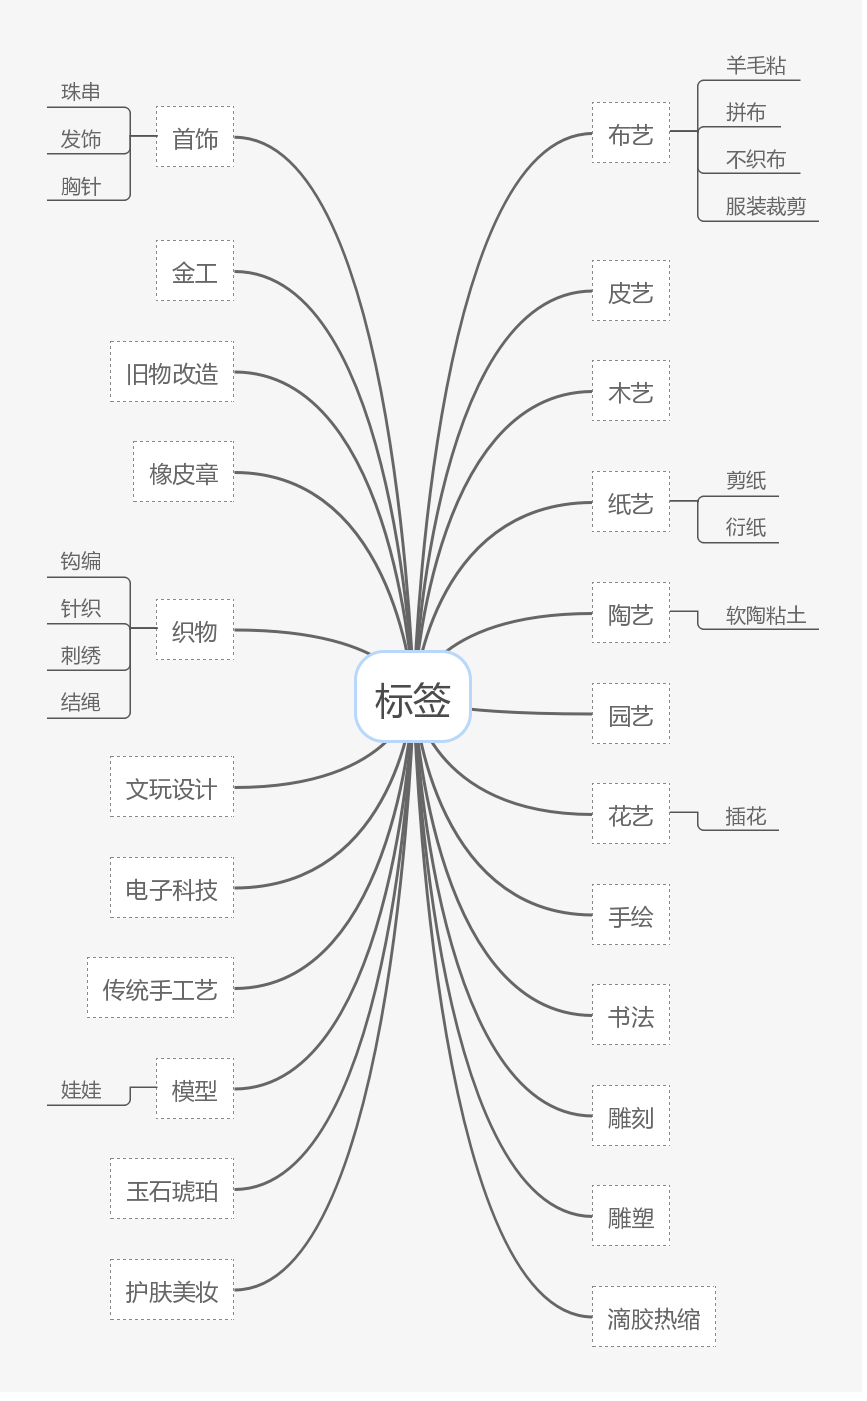 标签
布艺
羊毛粘
拼布
不织布
服装裁剪
皮艺
木艺
纸艺
剪纸
衍纸
陶艺
软陶粘土
园艺
花艺
插花
手绘
书法
雕刻
雕塑
滴胶热缩
首饰
珠串
发饰
胸针
金工
旧物改造
橡皮章
织物
钩编
针织
刺绣
结绳
文玩设计
电子科技
传统手工艺
模型
娃娃
玉石琥珀
护肤美妆